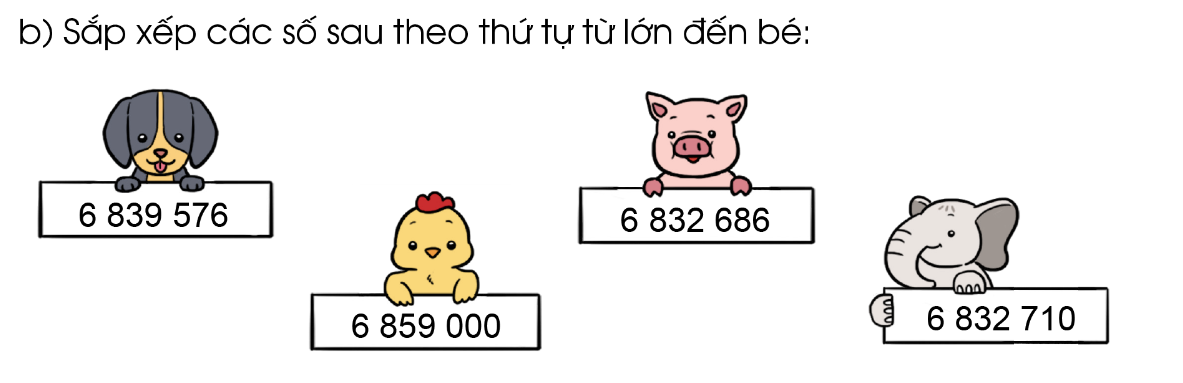 b) Sắp xếp các số sau theo thứ tự từ lớn đến bé:
6 839 576
6 832 686
6 859 000
6 832 710